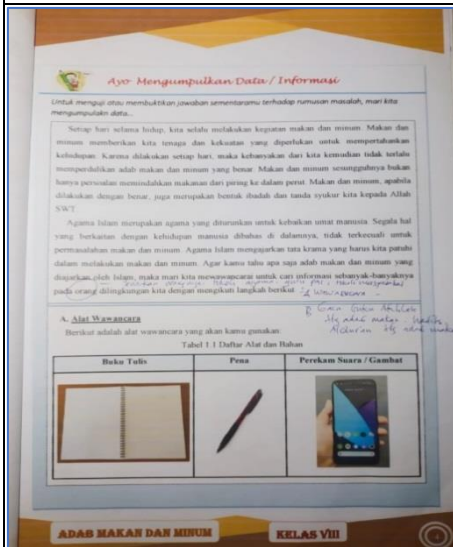 Ayo Mengumpulkan Data / Informasi
Untuk menguji atau membuktikan jawaban sementaramu terhadap rumusan masalah, mari kita
mengumpulakn data...
Setiap hari selama hidup, kita selalu melakukan kegiatan makan dan minum. Makan dan
minum memberikan kita tenaga dan kekuatan yang diperlukan untuk mempertahankan
kehidupan. Karena dilakukan setiap hari, maka kebanyakan dari kita kemudian tidak terlalu
memperdulikan adab makan dan minum yang benar. Makan dan minum sesungguhnya bukan
hanya persoalan memindahkan makanan dari piring ke dalam perut. Makan dan minum, apabila
dilakukan dengan benar, juga merupakan bentuk ibadah dan tanda syukur kita kepada Allah
SWT.
Agama Islam merupakan agama yang diturunkan untuk kebaikan umat manusia. Segala hal
yang berkaitan dengan kehidupan manusia dibahas di dalamnya, tidak terkecuali untuk
permasalahan makan dan minum. Agama Islam mengajarkan tata krama yang harus kita patuhi
dalam melakukan makan dan minum. Agar kamu tahu apa saja adab makan dan minum yang
diajarkan oleh Islam, maka mari kita mewawancarai untuk cari informasi sebanyak-banyaknya
pada orang dilingkungan kita dengan mengikuti langkah berikut
A. Alat Wawancara
Berikut adalah alat wawancara yang akan kamu gunakan:
Tabel 1.1 Daftar Alat dan Bahan
Buku Tulis Pena Perekam Suara / Gambar
ADAB MAKAN DAN MINUM KELAS VIII